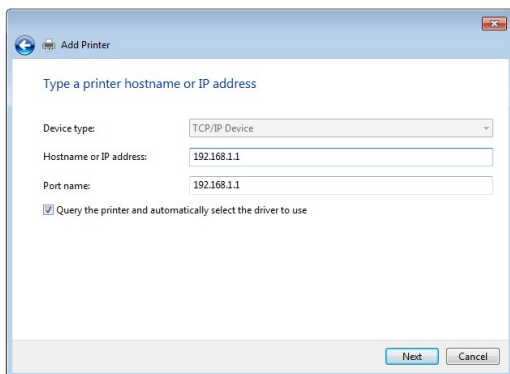 Add Printer
Type a printer hostname or IP address
Device type: TCP/IP Device
Hostname or IP address: 192.168.1.1
Port name: 192.168.1.1
Query the printer and automatically select the driver to use
Next Cancel